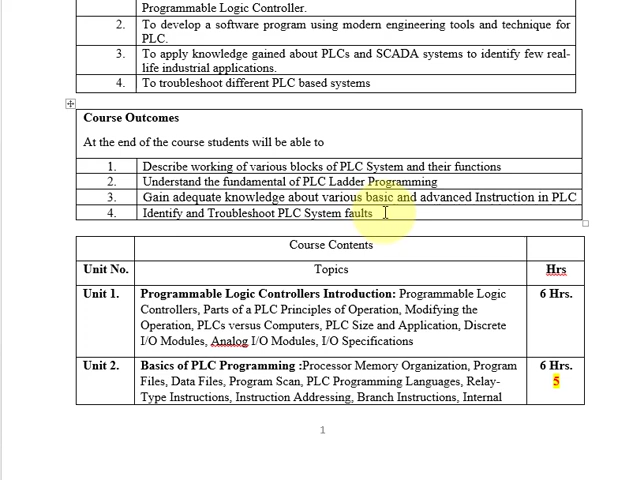 Programmable Logic Controller.
2. To develop a software program using modern engineering tools and technique for
PLC.
3. To apply knowledge gained about PLCs and SCADA systems to identify few real-
life industrial applications.
4. To troubleshoot different PLC based systems
Course Outcomes
At the end of the course students will be able to
1. Describe working of various blocks of PLC System and their functions
2. Understand the fundamental of PLC Ladder Programming
3. Gain adequate knowledge about various basic and advanced Instruction in PLC
4. Identify and Troubleshoot PLC System faults
Course Contents
Unit No. Topics Hrs
Unit 1. Programmable Logic Controllers Introduction: Programmable Logic 6 Hrs.
Controllers, Parts of a PLC Principles of Operation, Modifying the
Operation, PLCs versus Computers, PLC Size and Application, Discrete
I/O Modules, Analog I/O Modules, I/O Specifications
Unit 2. Basics of PLC Programming :Processor Memory Organization, Program 6 Hrs.
Files, Data Files, Program Scan, PLC Programming Languages, Relay- 5
Type Instructions, Instruction Addressing, Branch Instructions, Internal
1